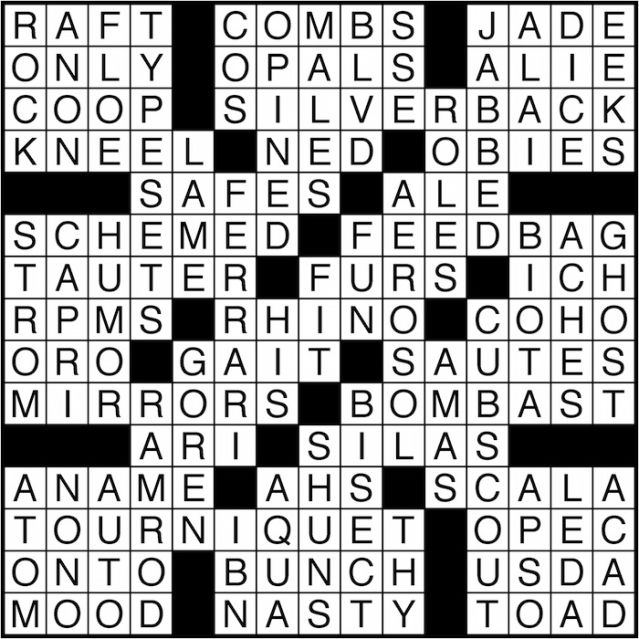 RAFT COMBS JADE
ONLY OPALS ALIE
COOP SILVERBACK
KNEEL NED OBIES
SAFES ALE
SCHEMED FEEDBAG
TAUTER FURS ICH
RPMS RHINO COHO
ORO GAIT SAUTES
MIRRORS BOMBAST
ARI SILAS
ANAME AHS SCALA
TOURNIQUET OPEC
ONTO BUNCH USDA
MOOD NASTY TOAD